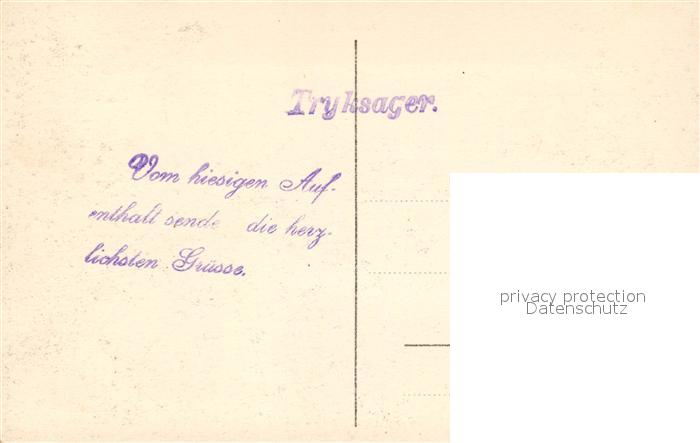 Tryksager.
Vom hiesigen Auf-
enthalt sende die herz-
lichsten Grüsse.
privacy protection
Datenschutz